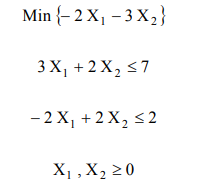 Min {– 2 X₁ – 3 X₂}
3 X₁ + 2 X₂ ≤ 7
– 2 X₁ + 2 X₂ ≤ 2
X₁ , X₂ ≥ 0